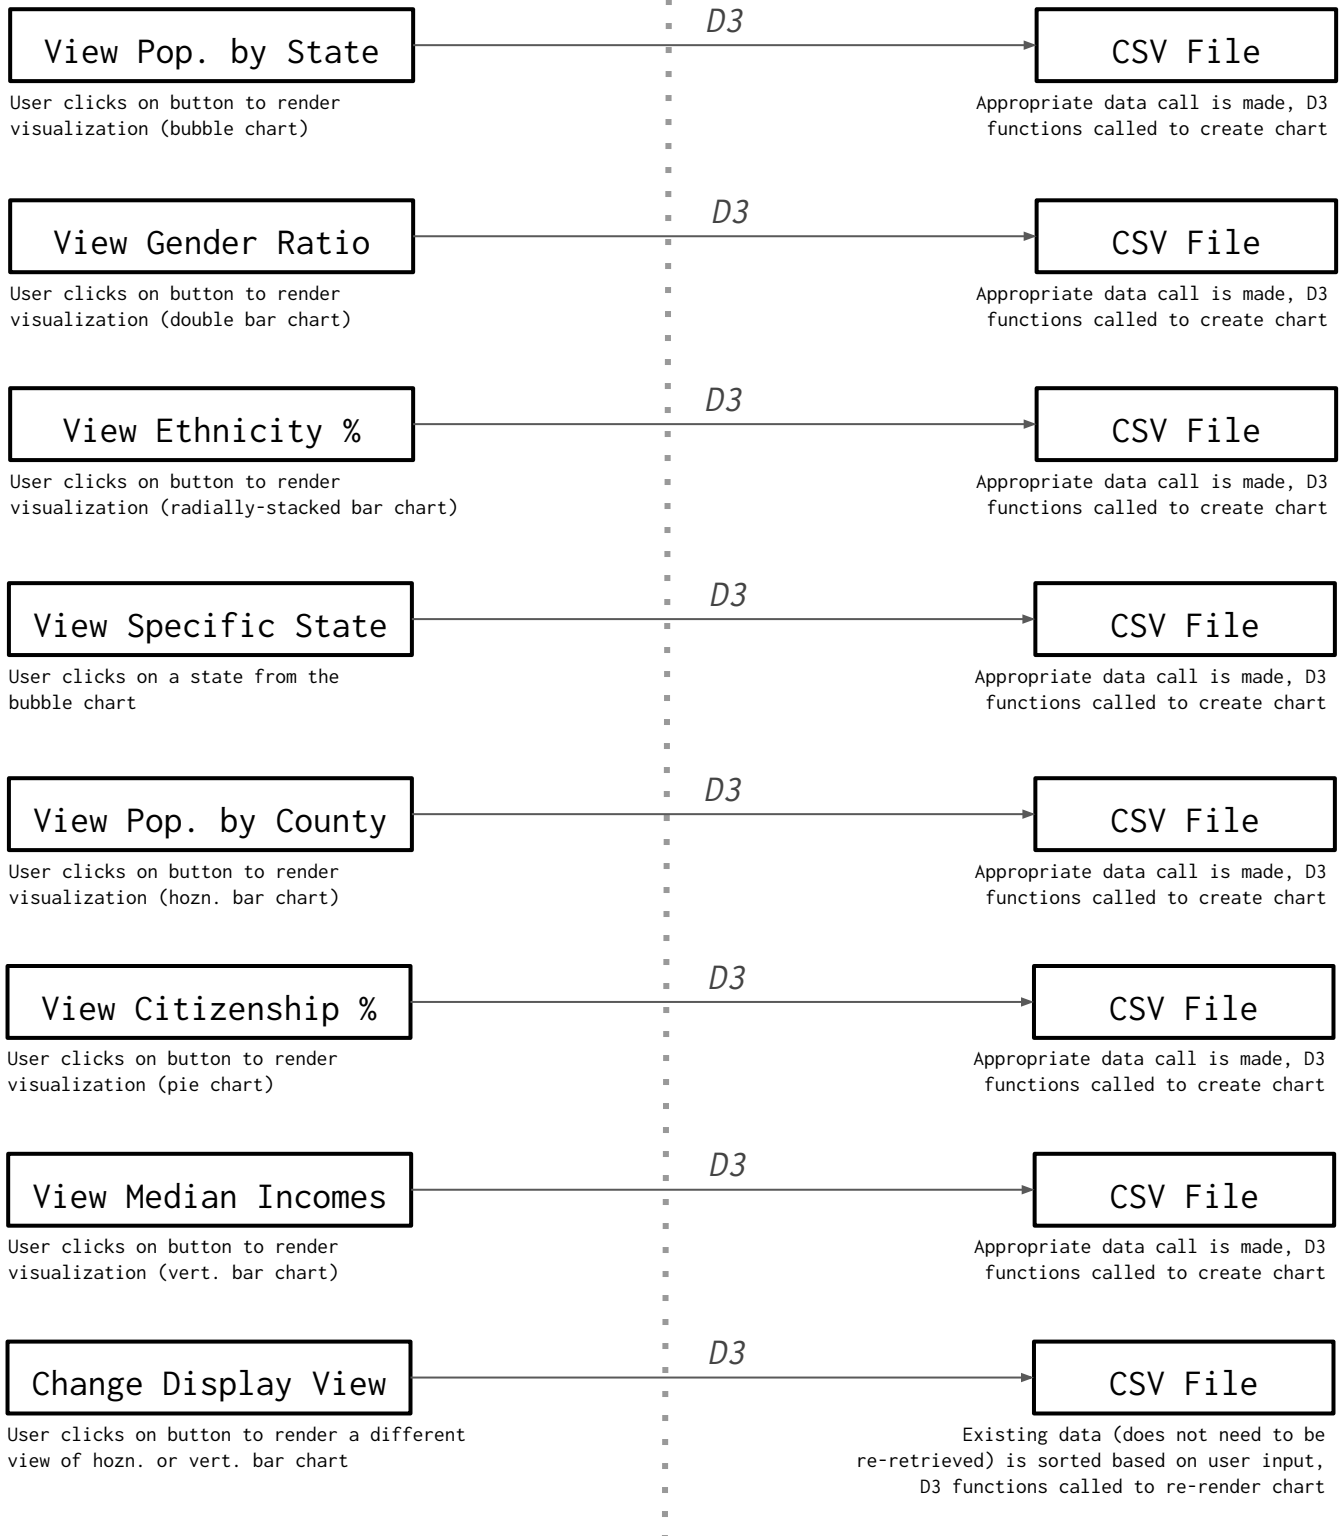 View Pop. by State
D3
CSV File
User clicks on button to render
visualization (bubble chart)
Appropriate data call is made, D3
functions called to create chart
View Gender Ratio
D3
CSV File
User clicks on button to render
visualization (double bar chart)
Appropriate data call is made, D3
functions called to create chart
View Ethnicity %
D3
CSV File
User clicks on button to render
visualization (radially-stacked bar chart)
Appropriate data call is made, D3
functions called to create chart
View Specific State
D3
CSV File
User clicks on a state from the
bubble chart
Appropriate data call is made, D3
functions called to create chart
View Pop. by County
D3
CSV File
User clicks on button to render
visualization (hozn. bar chart)
Appropriate data call is made, D3
functions called to create chart
View Citizenship %
D3
CSV File
User clicks on button to render
visualization (pie chart)
Appropriate data call is made, D3
functions called to create chart
View Median Incomes
D3
CSV File
User clicks on button to render
visualization (vert. bar chart)
Appropriate data call is made, D3
functions called to create chart
Change Display View
D3
CSV File
User clicks on button to render a different
view of hozn. or vert. bar chart
Existing data (does not need to be
re-retrieved) is sorted based on user input,
D3 functions called to re-render chart